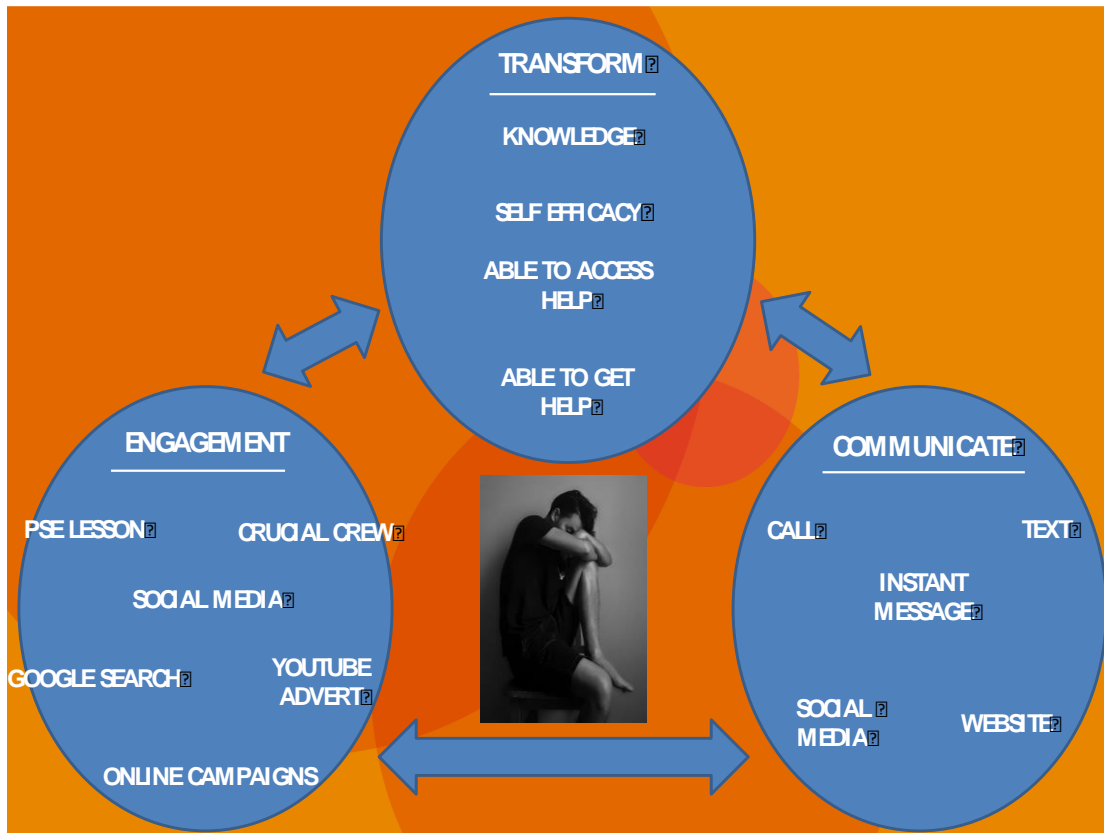 TRANSFORM
KNOWLEDGE
SELF EFFICACY
ABLE TO ACCESS
HELP
ABLE TO GET
HELP
ENGAGEMENT
PSE LESSON
CRUCIAL CREW
SOCIAL MEDIA
GOOGLE SEARCH
YOUTUBE
ADVERT
ONLINE CAMPAIGNS
COMMUNICATE
CALL
TEXT
INSTANT
MESSAGE
SOCIAL
MEDIA
WEBSITE